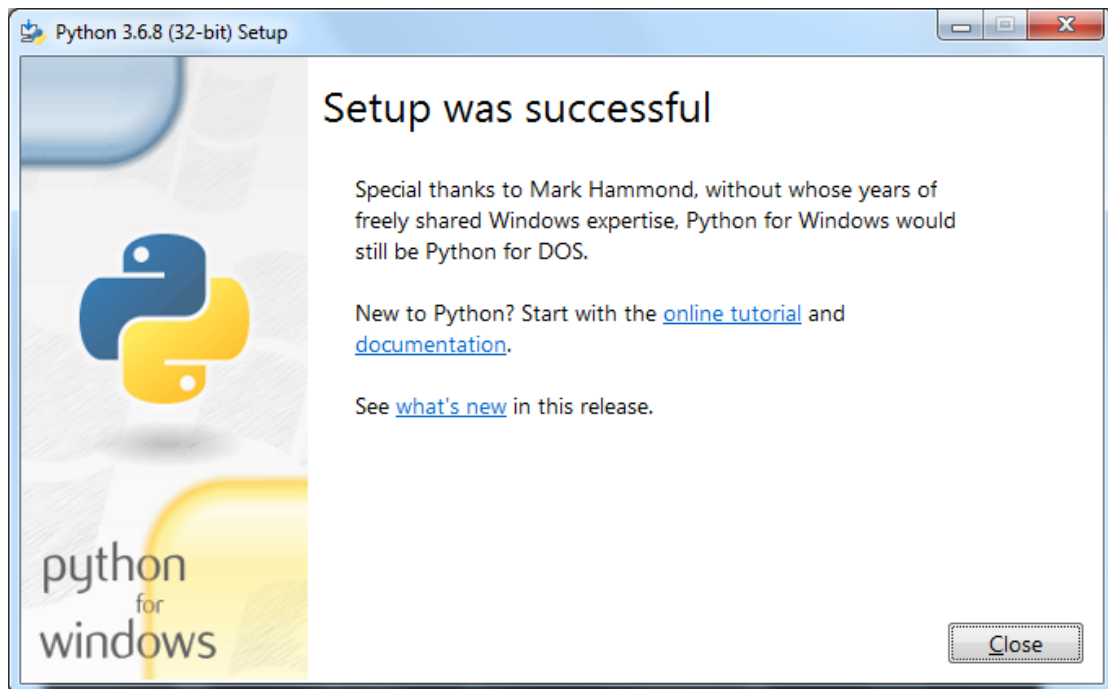 Python 3.6.8 (32-bit) Setup
Setup was successful
Special thanks to Mark Hammond, without whose years of
freely shared Windows expertise, Python for Windows would
still be Python for DOS.
New to Python? Start with the online tutorial and
documentation.
See what's new in this release.
python
for
windows
Close